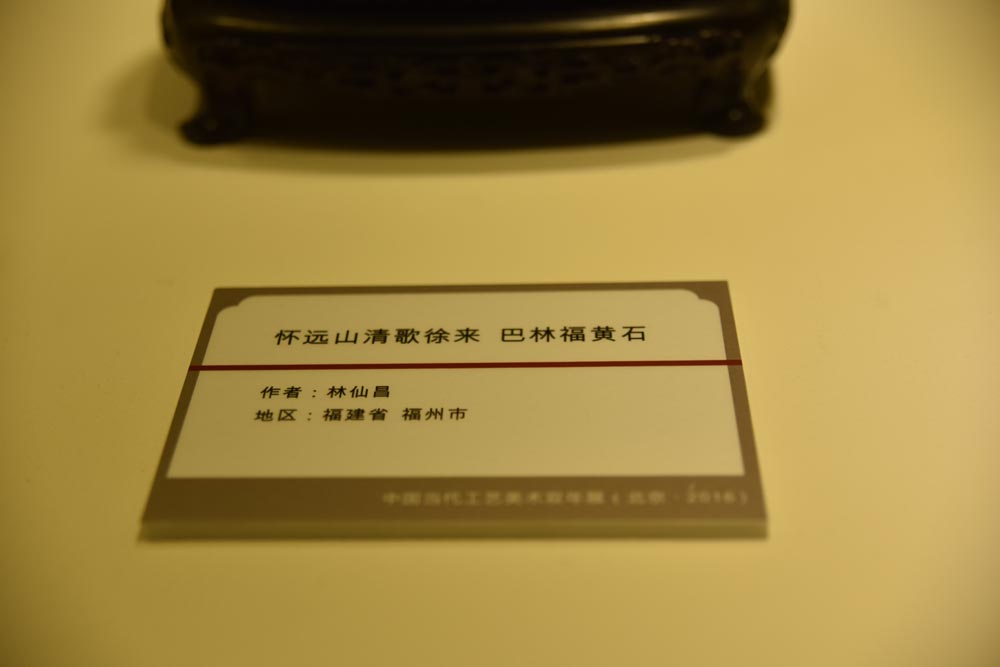 怀远山清歌徐来 巴林福黄石
作者：林仙昌
地区：福建省 福州市
中国当代工艺美术双年展（北京·2016）